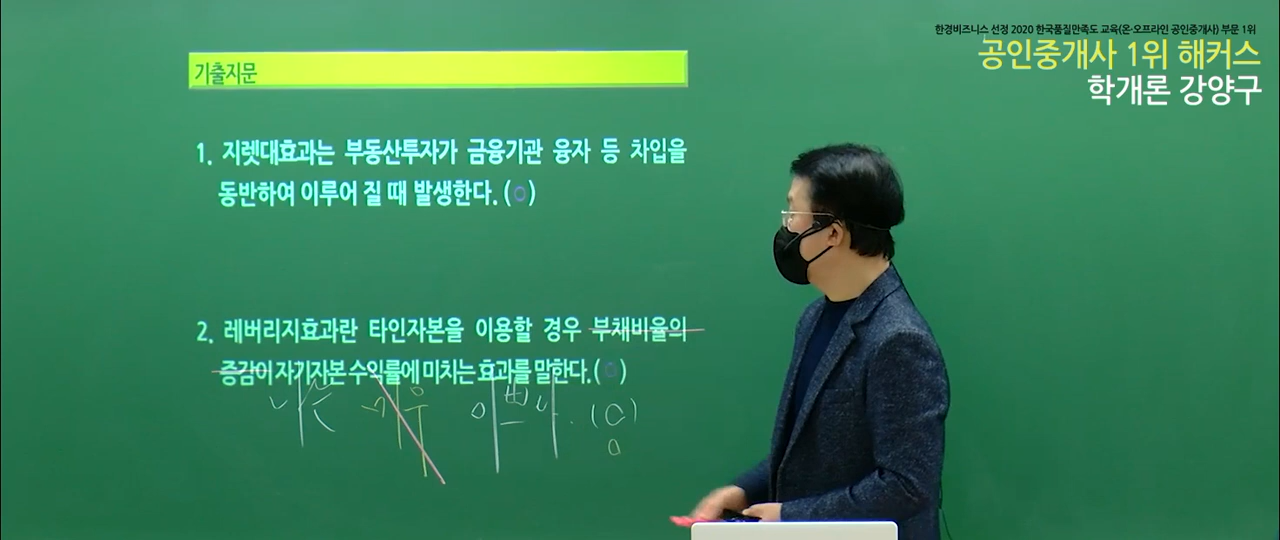 한경비즈니스 선정 2020 한국품질만족도 교육(온·오프라인 공인중개사) 부문 1위
공인중개사 1위 해커스
학개론 강양구
기출지문
1. 지렛대효과는 부동산투자가 금융기관 융자 등 차입을
동반하여 이루어 질 때 발생한다. (O)
2. 레버리지효과란 타인자본을 이용할 경우 부채비율의
증감이 자기자본 수익률에 미치는 효과를 말한다. (O)
(O)